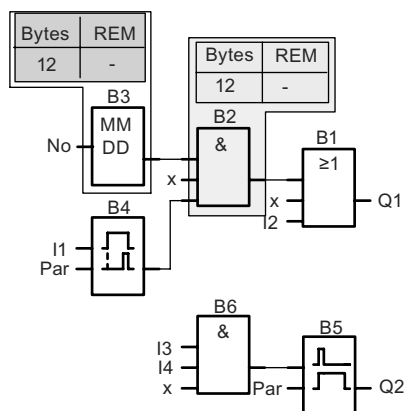 Bytes REM
12 -
Bytes REM
12 -
B3
MM
DD
No
B2
&
x
B1
≥1
x
I2
Q1
B4
I1
Par
B6
&
I3
I4
x
B5
Par
Q2